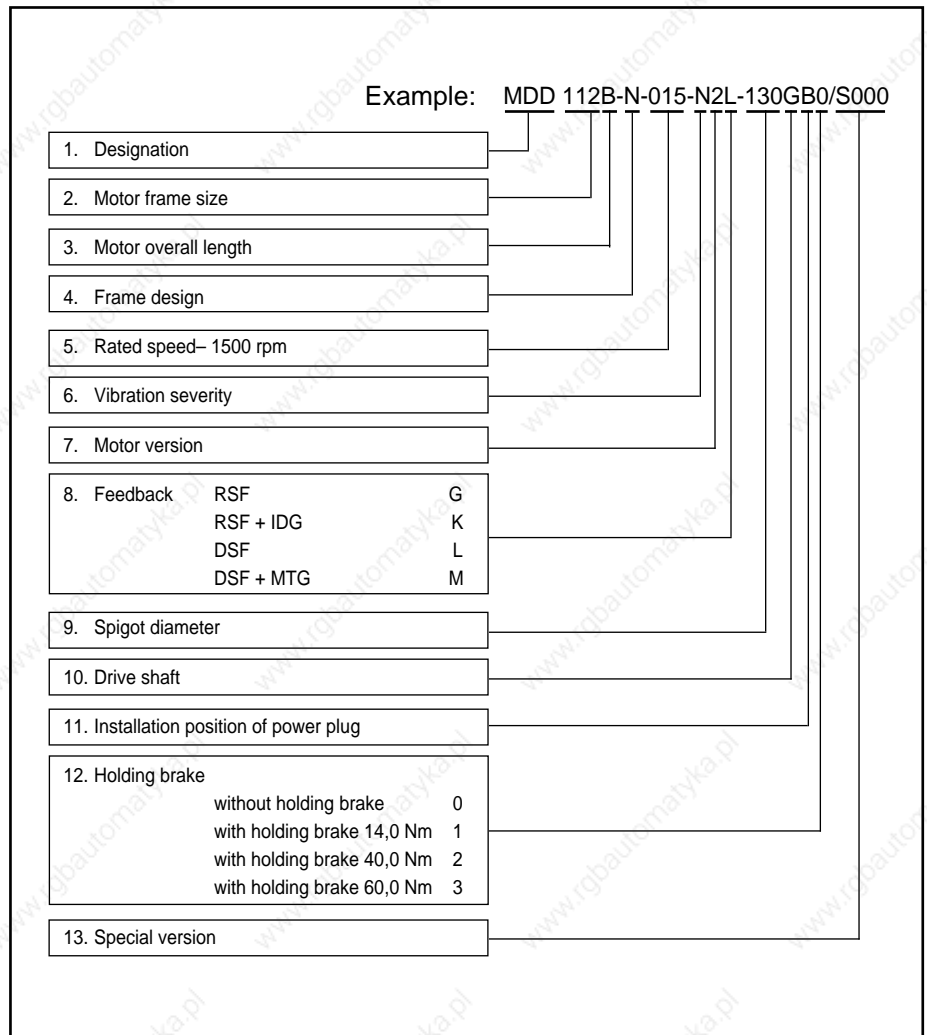 Example: MDD 112B-N-015-N2L-130GB0/S000
1. Designation
2. Motor frame size
3. Motor overall length
4. Frame design
5. Rated speed– 1500 rpm
6. Vibration severity
7. Motor version
8. Feedback RSF G
RSF + IDG K
DSF L
DSF + MTG M
9. Spigot diameter
10. Drive shaft
11. Installation position of power plug
12. Holding brake
without holding brake 0
with holding brake 14,0 Nm 1
with holding brake 40,0 Nm 2
with holding brake 60,0 Nm 3
13. Special version
www.rgbautomatyka.pl